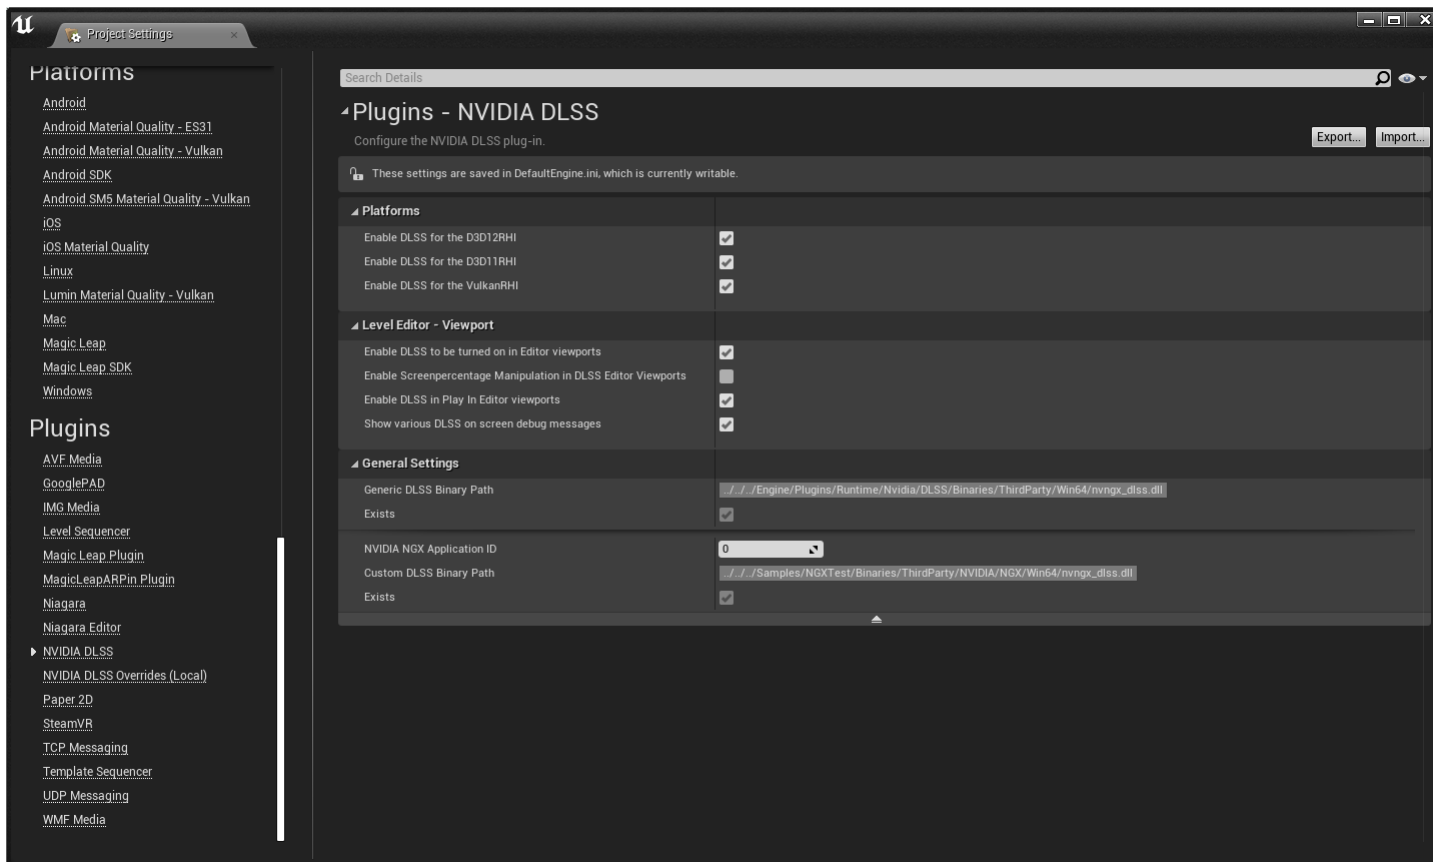 Project Settings
Platforms
Android
Android Material Quality - ES31
Android Material Quality - Vulkan
Android SDK
Android SM5 Material Quality - Vulkan
iOS
iOS Material Quality
Linux
Lumin Material Quality - Vulkan
Mac
Magic Leap
Magic Leap SDK
Windows
Plugins
AVF Media
GooglePAD
IMG Media
Level Sequencer
Magic Leap Plugin
MagicLeapARPin Plugin
Niagara
Niagara Editor
NVIDIA DLSS
NVIDIA DLSS Overrides (Local)
Paper 2D
SteamVR
TCP Messaging
Template Sequencer
UDP Messaging
WMF Media
Search Details
Plugins - NVIDIA DLSS
Configure the NVIDIA DLSS plug-in.
Export... Import...
These settings are saved in DefaultEngine.ini, which is currently writable.
Platforms
Enable DLSS for the D3D12RHI
Enable DLSS for the D3D11RHI
Enable DLSS for the VulkanRHI
Level Editor - Viewport
Enable DLSS to be turned on in Editor viewports
Enable Screenpercentage Manipulation in DLSS Editor Viewports
Enable DLSS in Play In Editor viewports
Show various DLSS on screen debug messages
General Settings
Generic DLSS Binary Path ../../../Engine/Plugins/Runtime/Nvidia/DLSS/Binaries/ThirdParty/Win64/nvngx_dlss.dll
Exists
NVIDIA NGX Application ID 0
Custom DLSS Binary Path ../../../Samples/NGXTest/Binaries/ThirdParty/NVIDIA/NGX/Win64/nvngx_dlss.dll
Exists